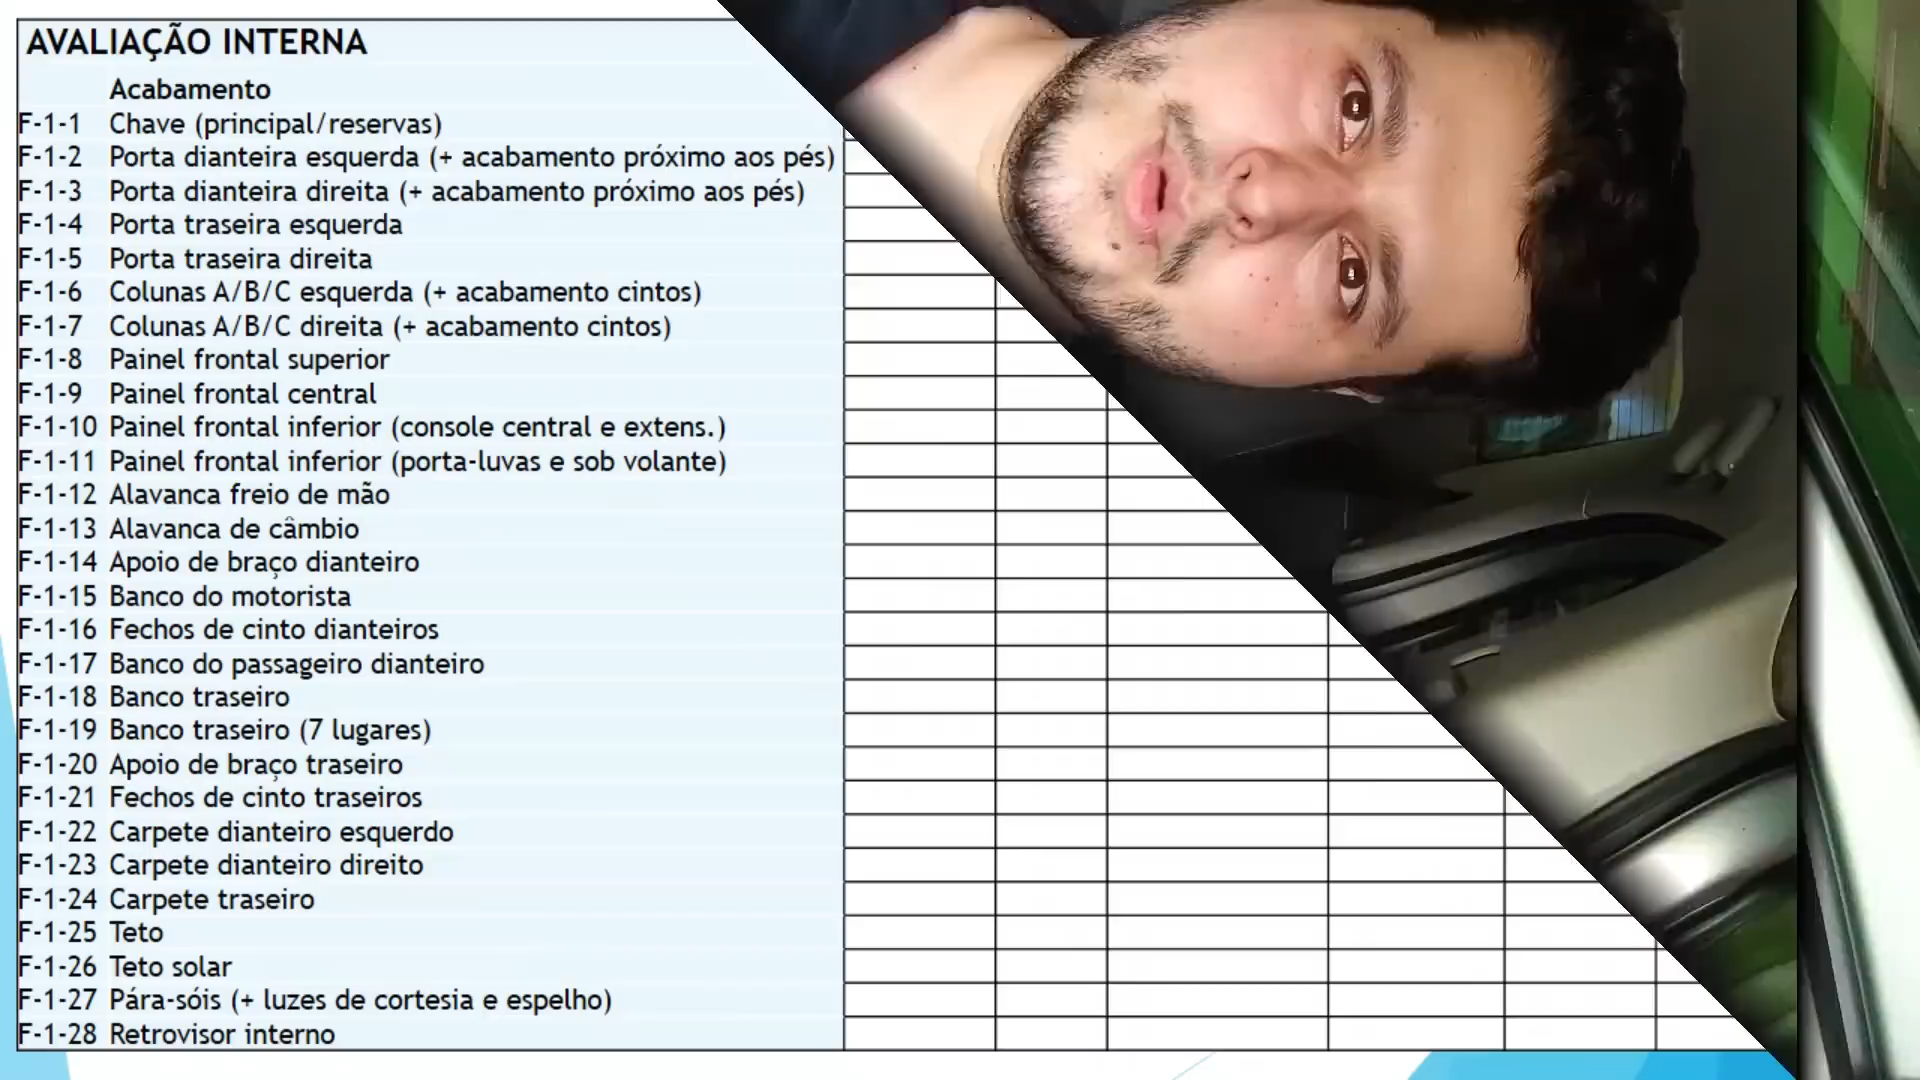 AVALIAÇÃO INTERNA
Acabamento
F-1-1 Chave (principal/reservas)
F-1-2 Porta dianteira esquerda (+ acabamento próximo aos pés)
F-1-3 Porta dianteira direita (+ acabamento próximo aos pés)
F-1-4 Porta traseira esquerda
F-1-5 Porta traseira direita
F-1-6 Colunas A/B/C esquerda (+ acabamento cintos)
F-1-7 Colunas A/B/C direita (+ acabamento cintos)
F-1-8 Painel frontal superior
F-1-9 Painel frontal central
F-1-10 Painel frontal inferior (console central e extens.)
F-1-11 Painel frontal inferior (porta-luvas e sob volante)
F-1-12 Alavanca freio de mão
F-1-13 Alavanca de câmbio
F-1-14 Apoio de braço dianteiro
F-1-15 Banco do motorista
F-1-16 Fechos de cinto dianteiros
F-1-17 Banco do passageiro dianteiro
F-1-18 Banco traseiro
F-1-19 Banco traseiro (7 lugares)
F-1-20 Apoio de braço traseiro
F-1-21 Fechos de cinto traseiros
F-1-22 Carpete dianteiro esquerdo
F-1-23 Carpete dianteiro direito
F-1-24 Carpete traseiro
F-1-25 Teto
F-1-26 Teto solar
F-1-27 Pára-sóis (+ luzes de cortesia e espelho)
F-1-28 Retrovisor interno